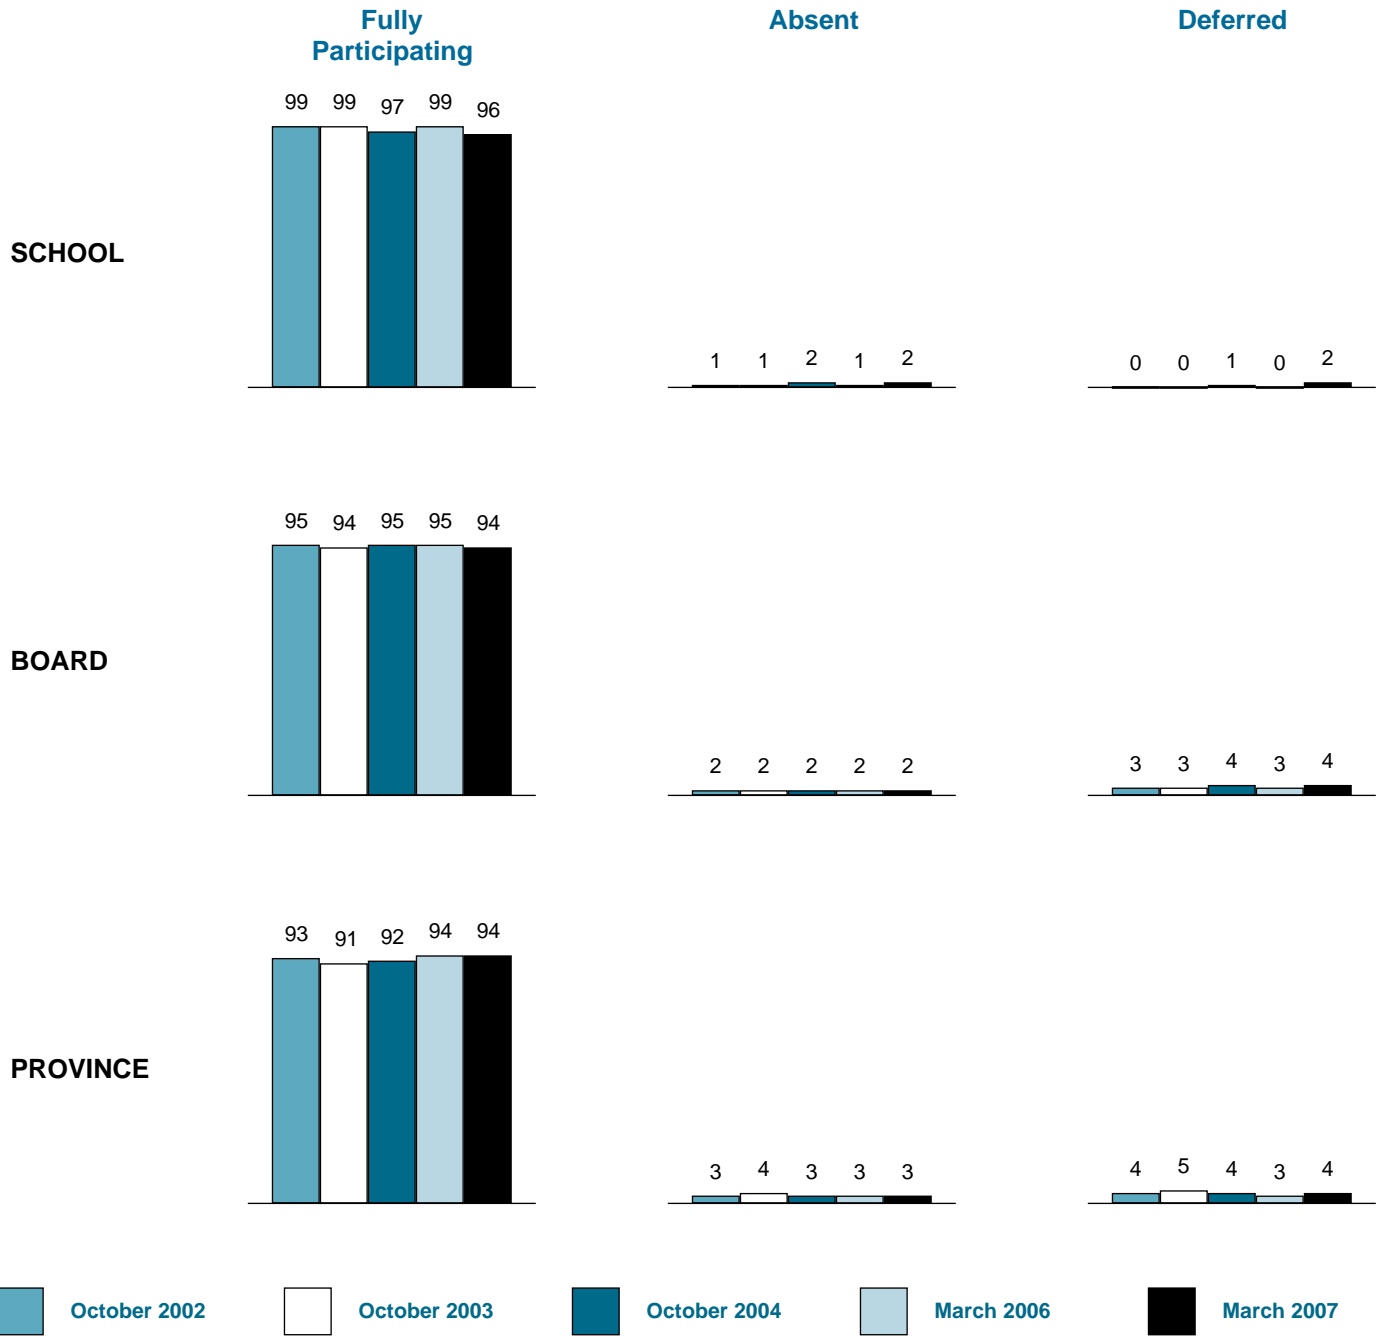 Fully
Participating
Absent
Deferred
99 99 97 99 96
SCHOOL
1 1 2 1 2
0 0 1 0 2
95 94 95 95 94
BOARD
2 2 2 2 2
3 3 4 3 4
93 91 92 94 94
PROVINCE
3 4 3 3 3
4 5 4 3 4
October 2002
October 2003
October 2004
March 2006
March 2007